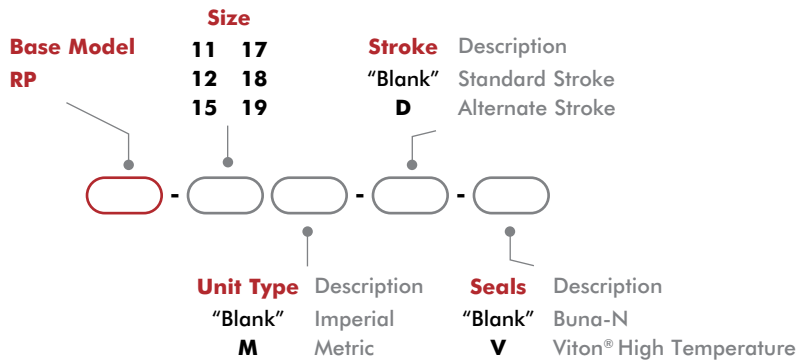 Size
Base Model
RP
11 17
12 18
15 19
Stroke Description
"Blank" Standard Stroke
D Alternate Stroke
- - -
Unit Type Description
"Blank" Imperial
M Metric
Seals Description
"Blank" Buna-N
V Viton® High Temperature